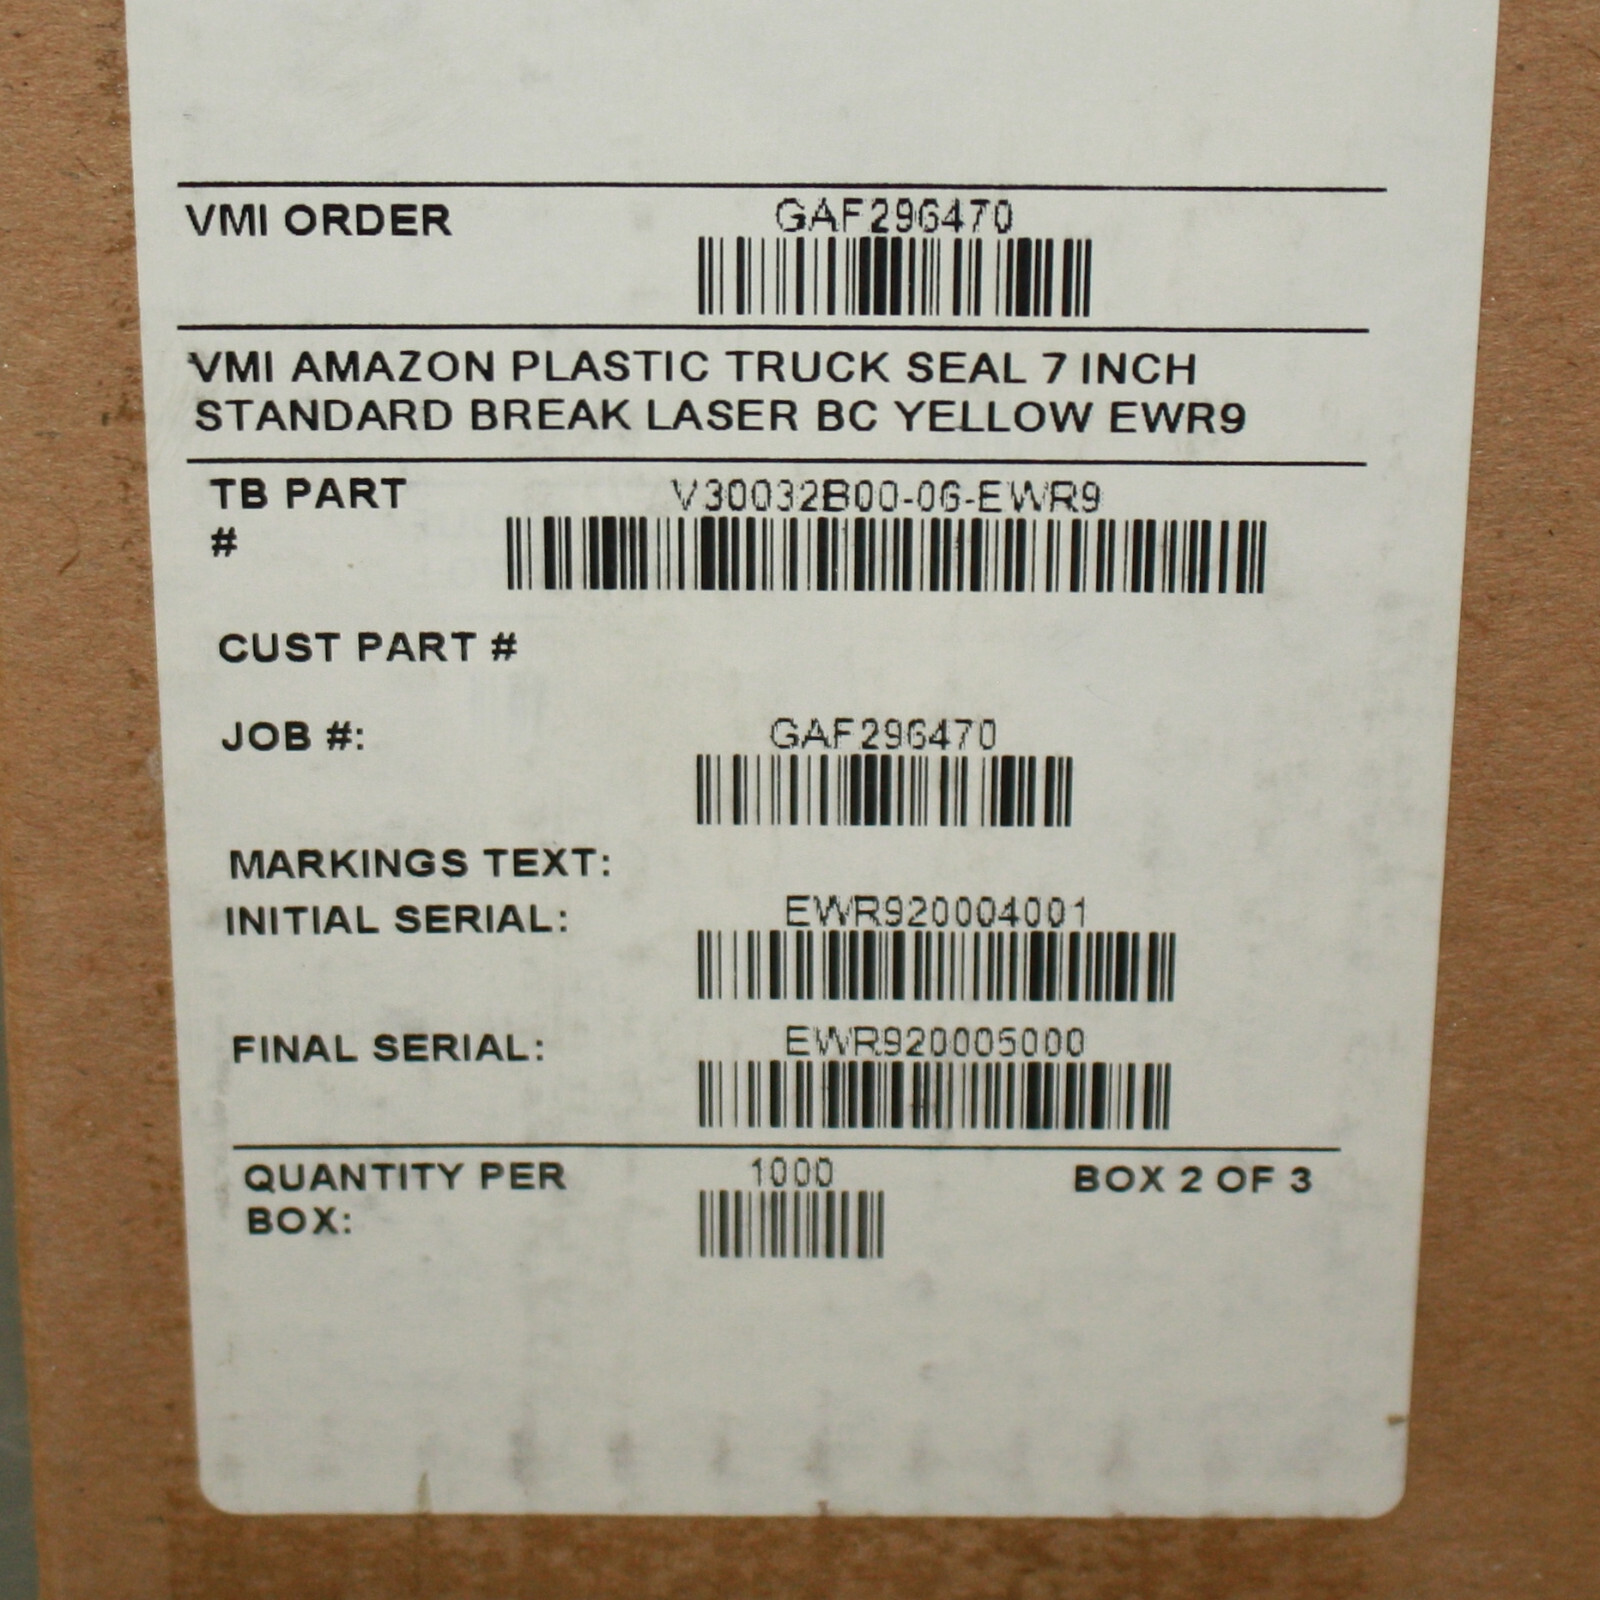 VMI ORDER GAF296470
VMI AMAZON PLASTIC TRUCK SEAL 7 INCH
STANDARD BREAK LASER BC YELLOW EWR9
TB PART # V30032B00-06-EWR9
CUST PART #
JOB #: GAF296470
MARKINGS TEXT:
INITIAL SERIAL: EWR920004001
FINAL SERIAL: EWR920005000
QUANTITY PER BOX: 1000 BOX 2 OF 3